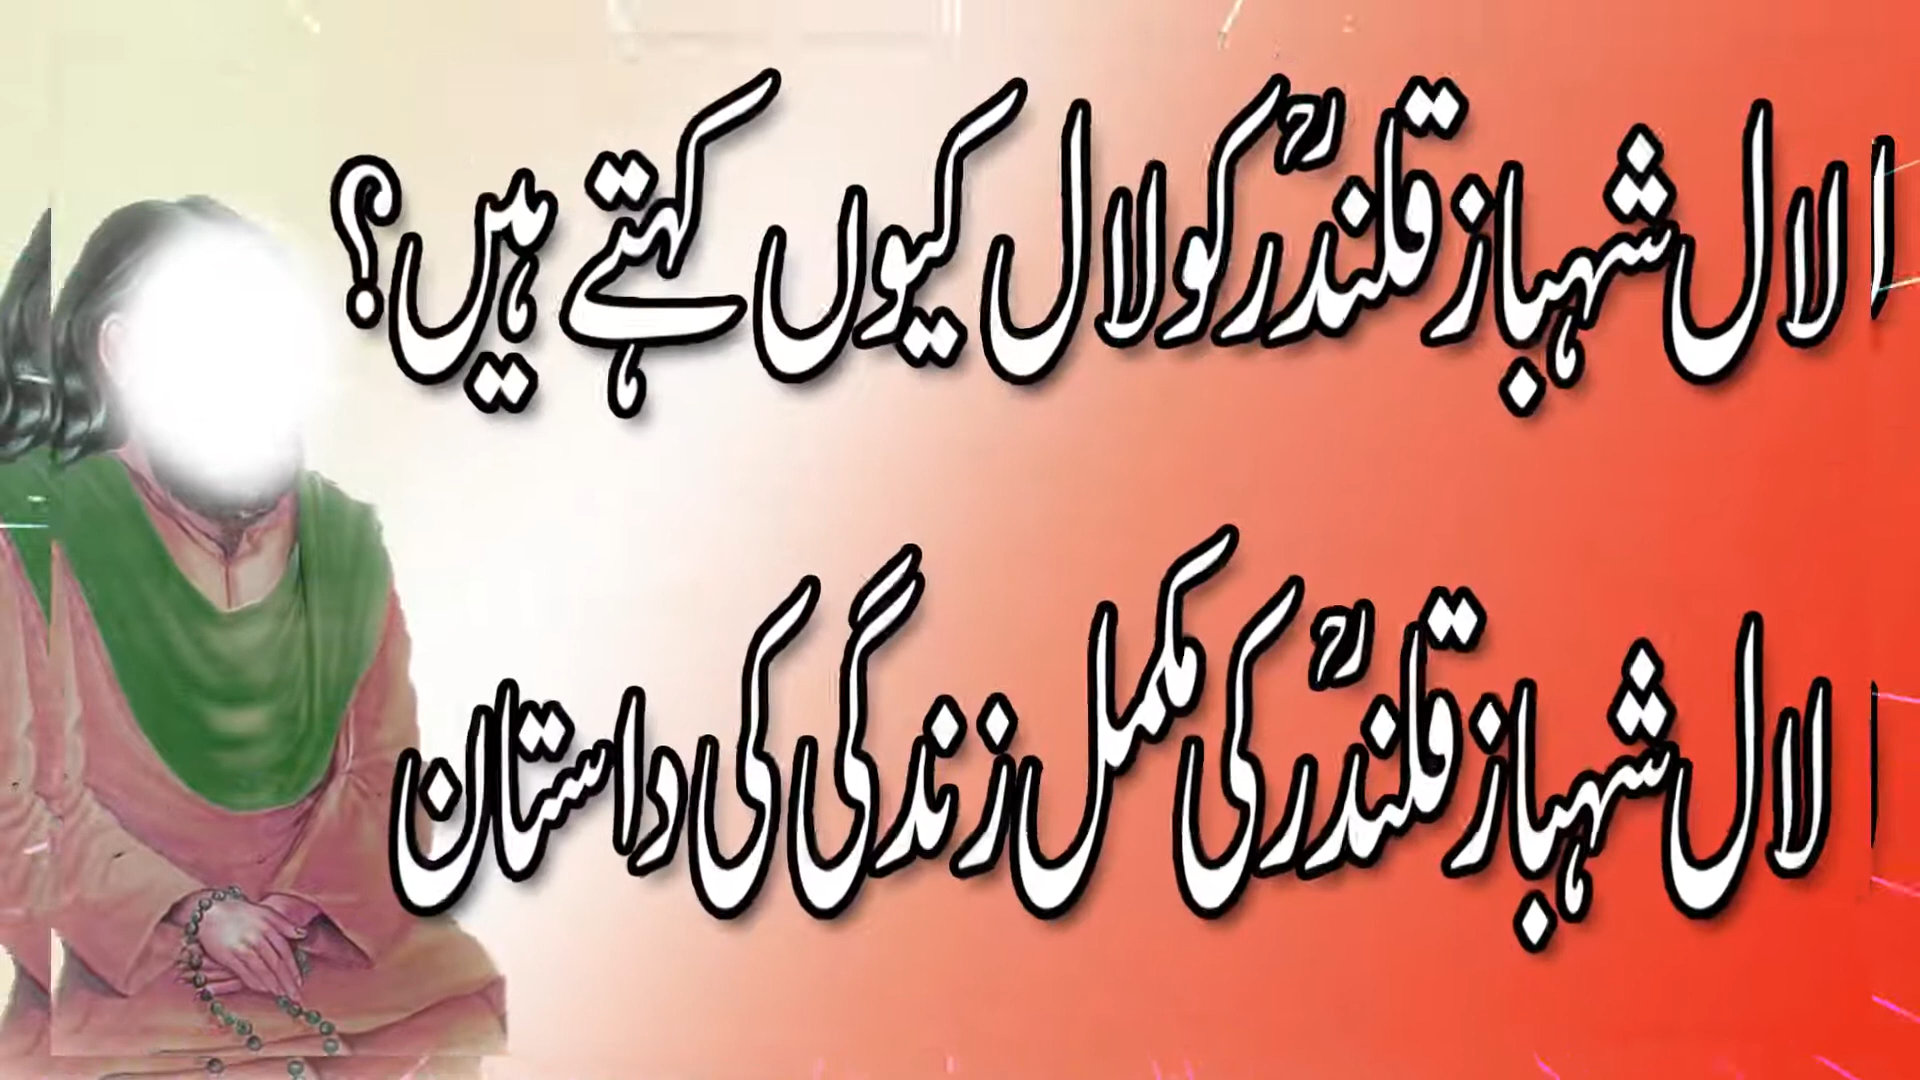 لال شہباز قلندرؒ کو لال کیوں کہتے ہیں؟
لال شہباز قلندرؒ کی مکمل زندگی کی داستان